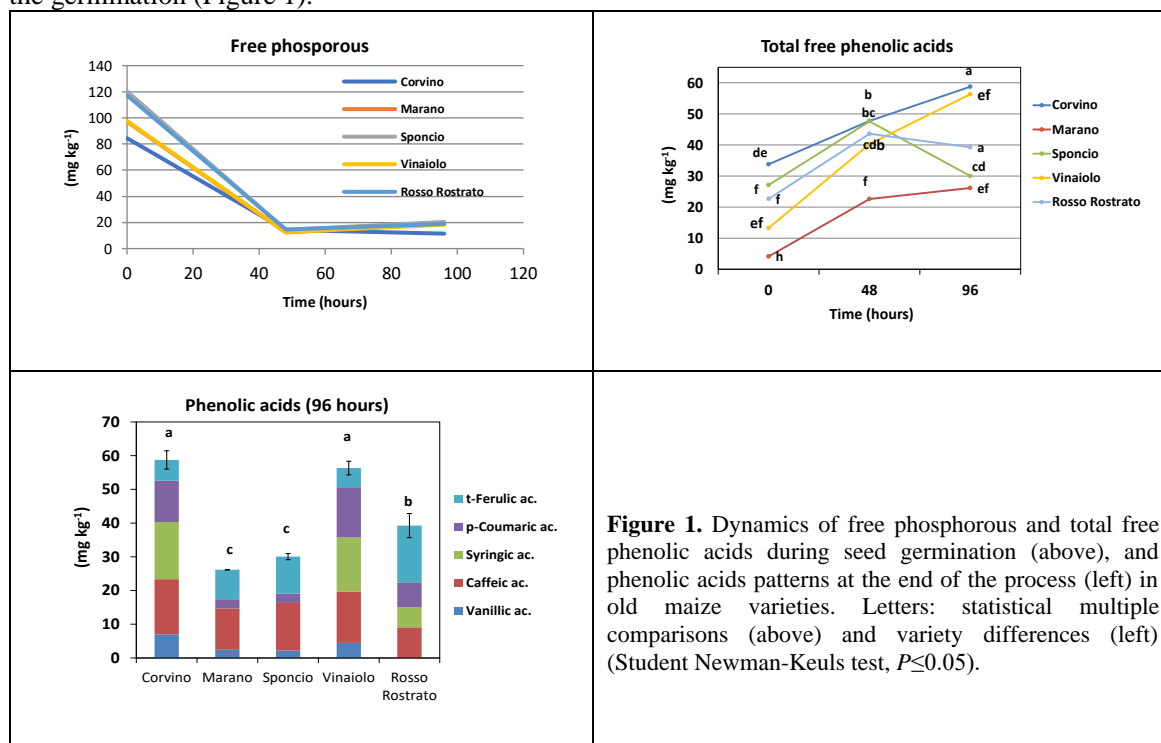 the germination (Figure 1).
Free phosporous
140
120
100
80
60
40
20
0
(mg kg⁻¹)
0 20 40 60 80 100 120
Time (hours)
Corvino
Marano
Sponcio
Vinaiolo
Rosso Rostrato
Total free phenolic acids
60
50
40
30
20
10
0
(mg kg⁻¹)
a
b
ef
bc
de
cdb
a
cd
f
f
f
ef
ef
h
0 48 96
Time (hours)
Corvino
Marano
Sponcio
Vinaiolo
Rosso Rostrato
Phenolic acids (96 hours)
70
60
50
40
30
20
10
0
(mg kg⁻¹)
a
c
c
a
b
Corvino Marano Sponcio Vinaiolo Rosso
Rostrato
t-Ferulic ac.
p-Coumaric ac.
Syringic ac.
Caffeic ac.
Vanillic ac.
Figure 1. Dynamics of free phosphorous and total free
phenolic acids during seed germination (above), and
phenolic acids patterns at the end of the process (left) in
old maize varieties. Letters: statistical multiple
comparisons (above) and variety differences (left)
(Student Newman-Keuls test, P≤0.05).